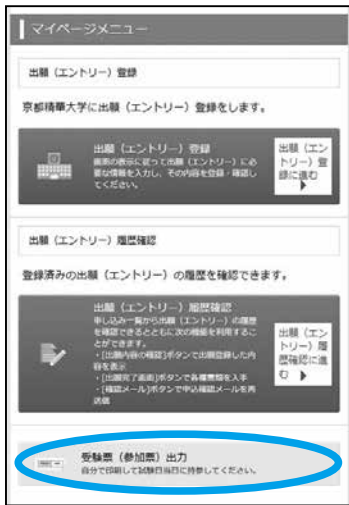 マイページメニュー
出願（エントリー）登録
京都精華大学に出願（エントリー）登録をします。
出願（エントリー）登録
画面の表示に従って出願（エントリー）に必
要な情報を入力し、その内容を登録・確認し
てください。
出願（エン
トリー）登
録に進む
▶
出願（エントリー）履歴確認
登録済みの出願（エントリー）の履歴を確認できます。
出願（エントリー）履歴確認
申し込み一覧から出願（エントリー）の履歴
を確認できるとともに次の機能を利用するこ
とができます。
・[出願内容の確認]ボタンで出願登録した内
容を表示
・[出願完了画面]ボタンで各種書類を入手
・[確認メール]ボタンで申込確認メールを再
送信
出願（エン
トリー）履
歴確認に進
む ▶
受験票（参加票）出力
自分で印刷して試験日当日に持参してください。